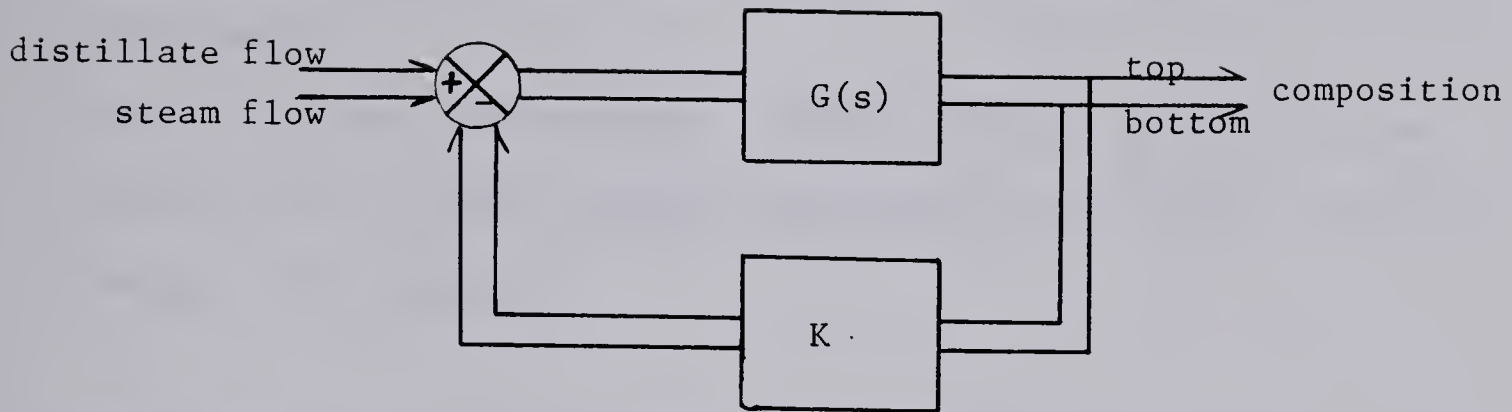 distillate flow
steam flow
+
−
G(s)
top
bottom
composition
K